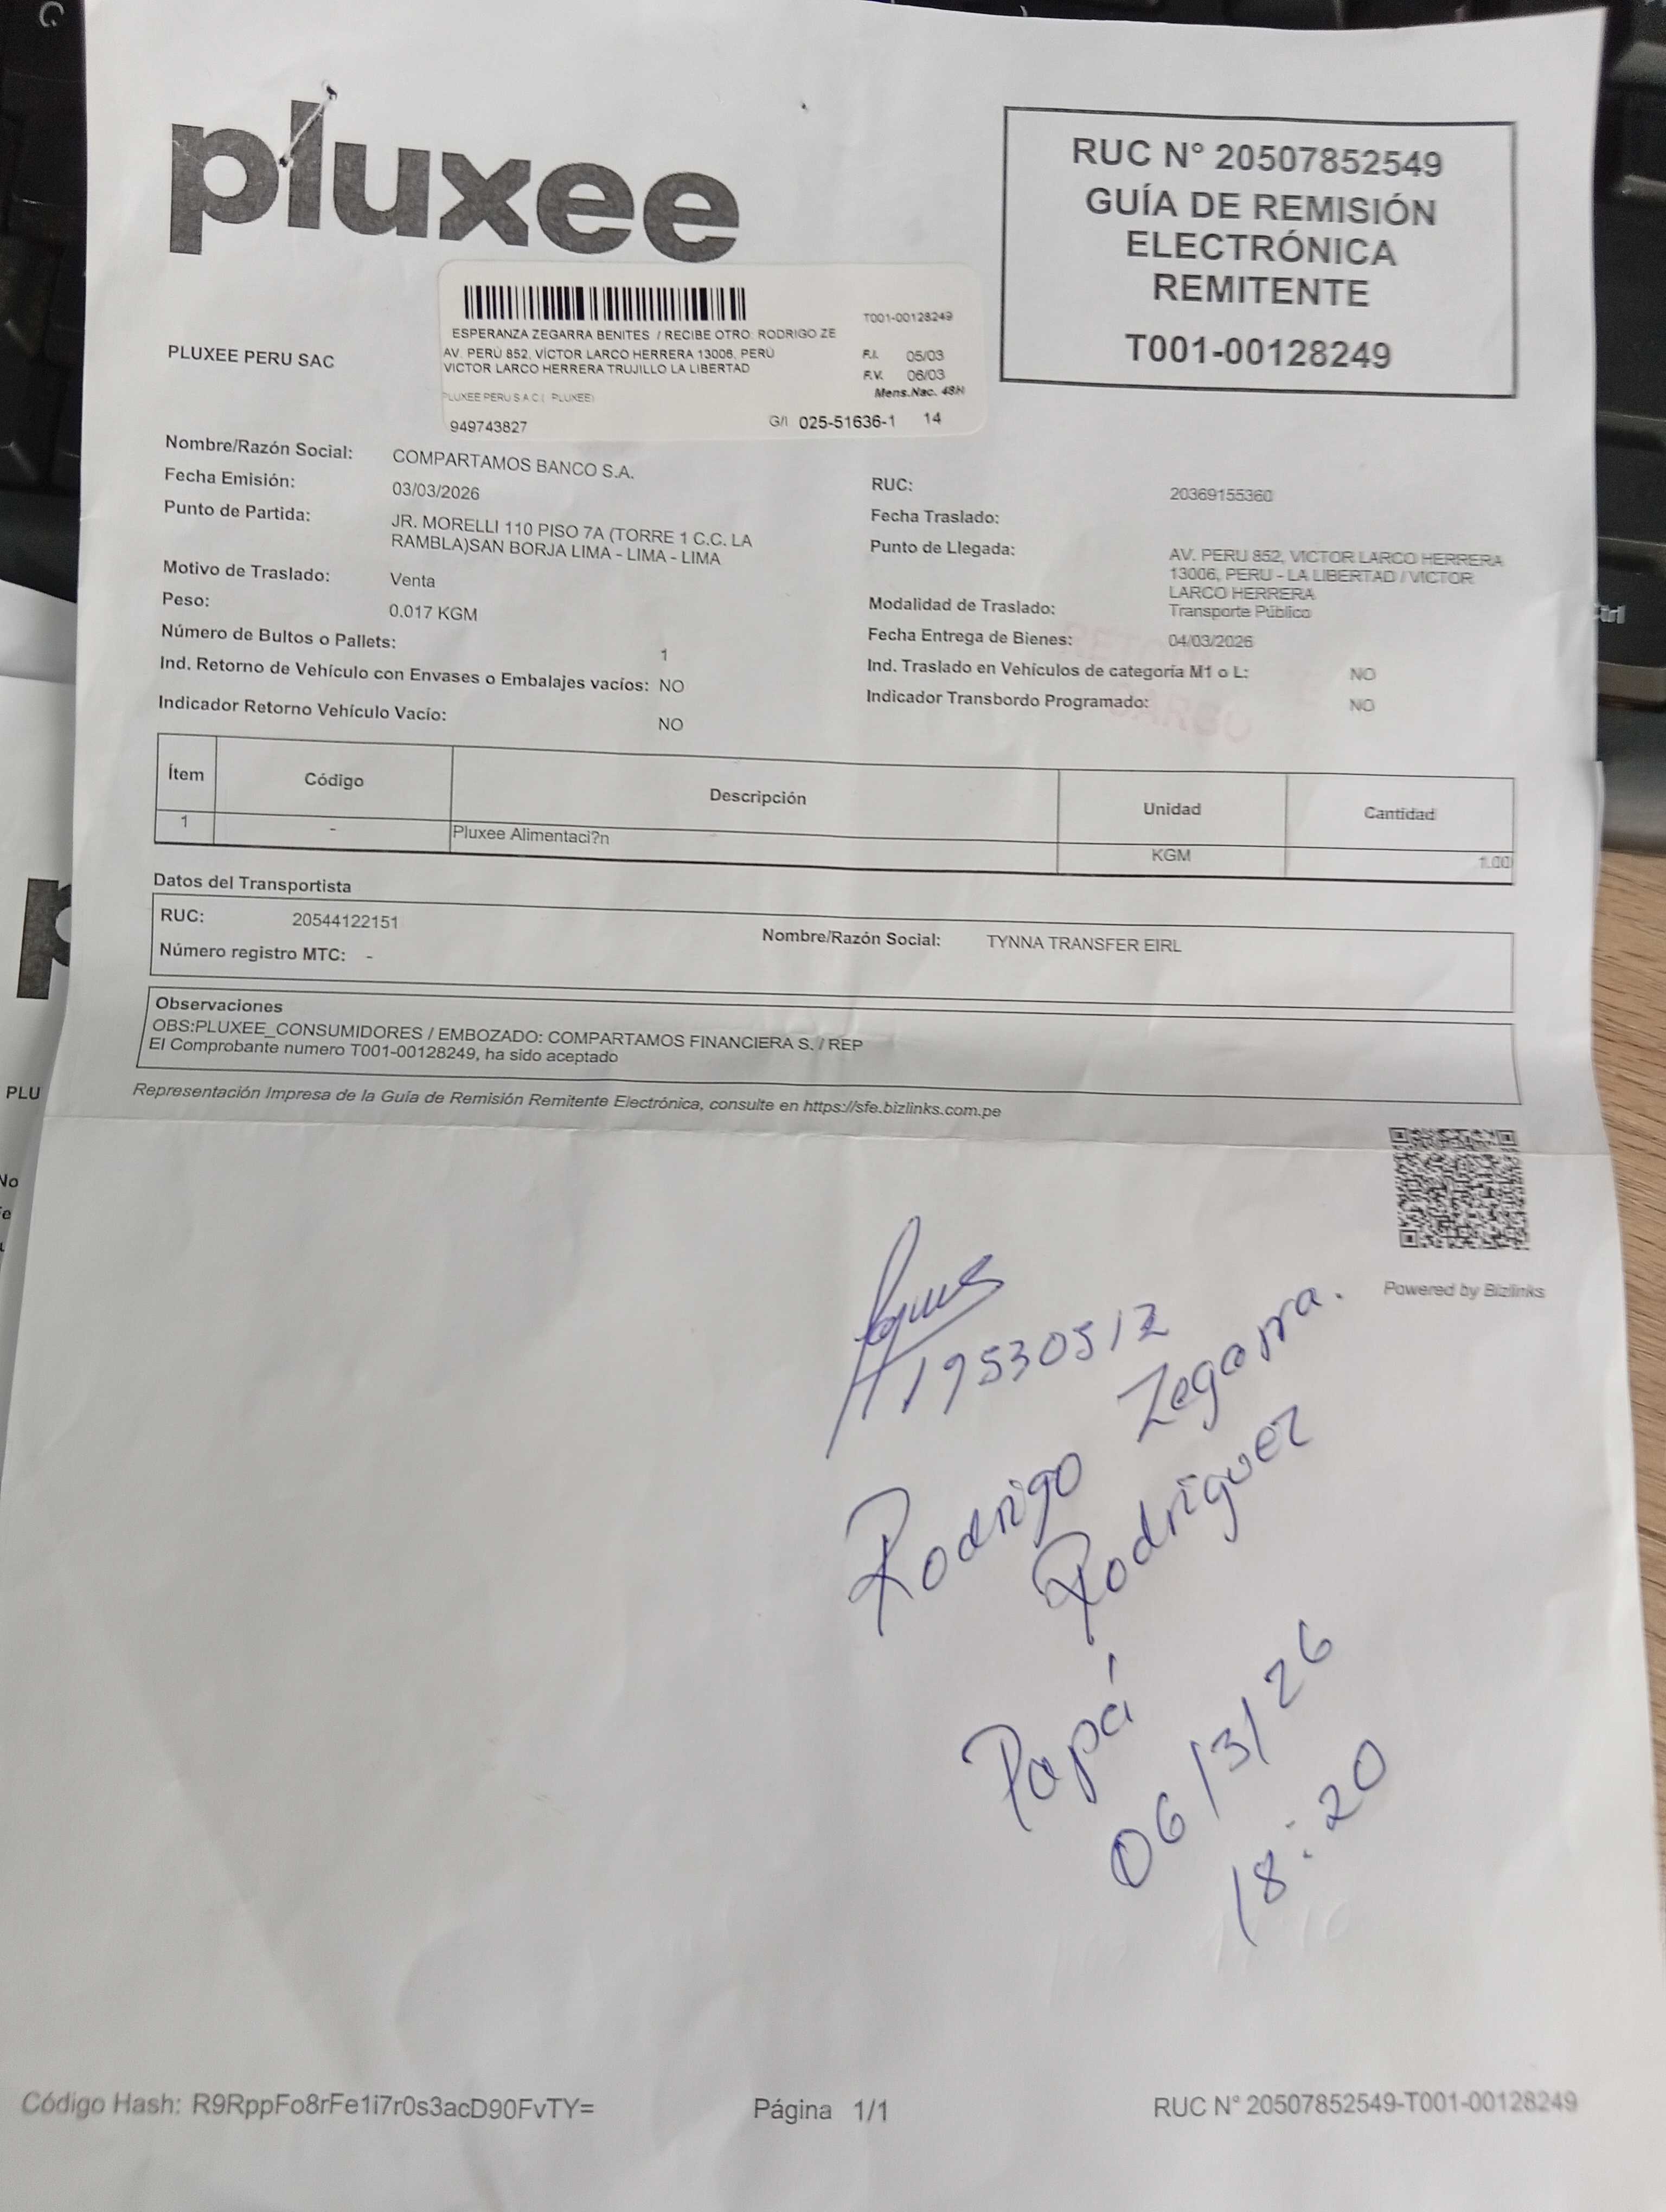 pluxee
RUC N° 20507852549
GUÍA DE REMISIÓN
ELECTRÓNICA
REMITENTE
T001-00128249
PLUXEE PERU SAC
T001-00128249
ESPERANZA ZEGARRA BENITES / RECIBE OTRO: RODRIGO ZE
AV. PERÚ 852, VÍCTOR LARCO HERRERA 13006, PERÚ
VICTOR LARCO HERRERA TRUJILLO LA LIBERTAD
F.I. 05/03
F.V. 06/03
Mens.Nac. 48H
PLUXEE PERU S A C ( PLUXEE)
949743827
G/I 025-51636-1 14
Nombre/Razón Social: COMPARTAMOS BANCO S.A.
RUC: 20369155360
Fecha Emisión: 03/03/2026
Fecha Traslado:
Punto de Partida: JR. MORELLI 110 PISO 7A (TORRE 1 C.C. LA
RAMBLA)SAN BORJA LIMA - LIMA - LIMA
Punto de Llegada: AV. PERU 852, VICTOR LARCO HERRERA
13006, PERU - LA LIBERTAD / VICTOR
LARCO HERRERA
Motivo de Traslado: Venta
Modalidad de Traslado: Transporte Público
Peso: 0.017 KGM
Fecha Entrega de Bienes: 04/03/2026
Número de Bultos o Pallets: 1
Ind. Traslado en Vehículos de categoría M1 o L: NO
Ind. Retorno de Vehículo con Envases o Embalajes vacíos: NO
Indicador Transbordo Programado: NO
Indicador Retorno Vehículo Vacío: NO
Ítem Código Descripción Unidad Cantidad
1 - Pluxee Alimentaci?n KGM 1.00
Datos del Transportista
RUC: 20544122151 Nombre/Razón Social: TYNNA TRANSFER EIRL
Número registro MTC: -
Observaciones
OBS:PLUXEE_CONSUMIDORES / EMBOZADO: COMPARTAMOS FINANCIERA S. / REP
El Comprobante numero T001-00128249, ha sido aceptado
Representación Impresa de la Guía de Remisión Remitente Electrónica, consulte en https://sfe.bizlinks.com.pe
Powered by Bizlinks
19530512
Rodrigo Zegarra.
Rodriguez
Papá
06/3/26
18:20
Código Hash: R9RppFo8rFe1i7r0s3acD90FvTY=
Página 1/1
RUC N° 20507852549-T001-00128249